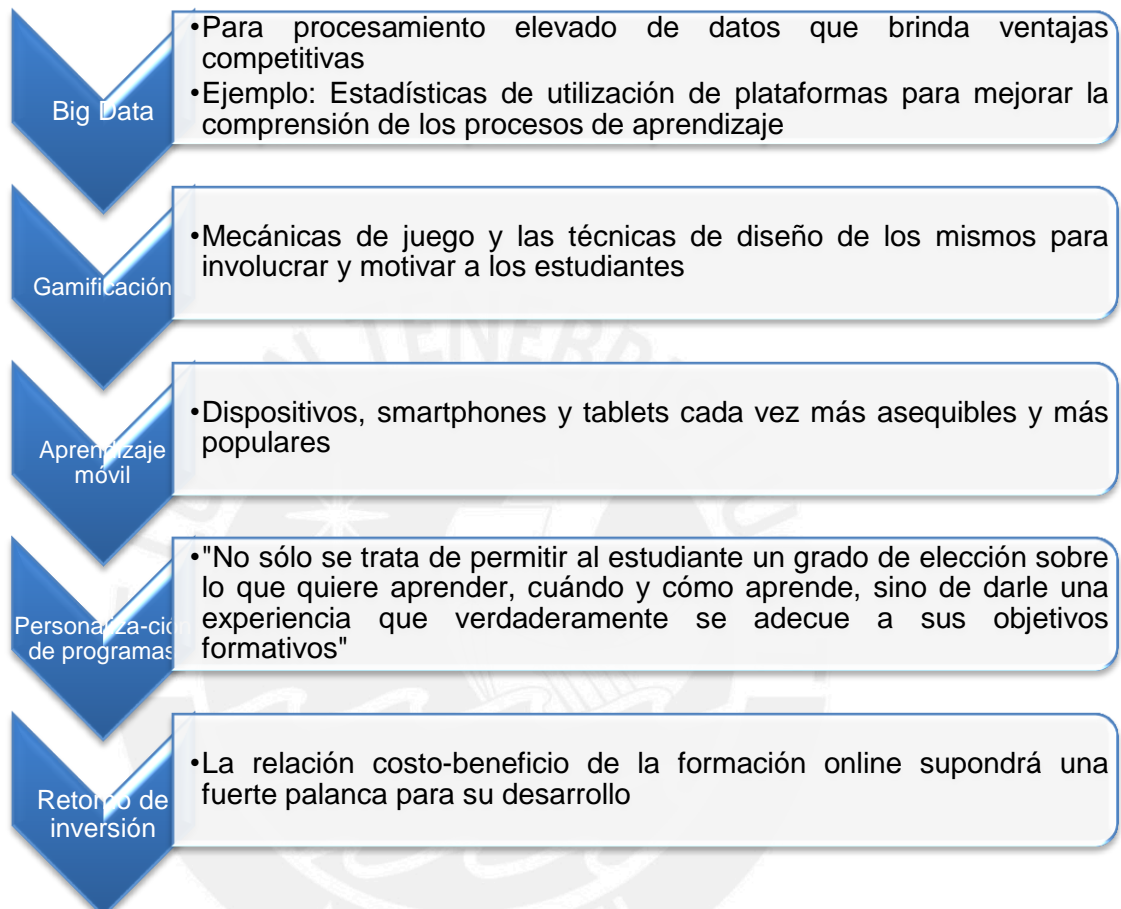 Big Data
•Para procesamiento elevado de datos que brinda ventajas
competitivas
•Ejemplo: Estadísticas de utilización de plataformas para mejorar la
comprensión de los procesos de aprendizaje
Gamificación
•Mecánicas de juego y las técnicas de diseño de los mismos para
involucrar y motivar a los estudiantes
Aprendizaje
móvil
•Dispositivos, smartphones y tablets cada vez más asequibles y más
populares
Personaliza-ción
de programas
•"No sólo se trata de permitir al estudiante un grado de elección sobre
lo que quiere aprender, cuándo y cómo aprende, sino de darle una
experiencia que verdaderamente se adecue a sus objetivos
formativos"
Retorno de
inversión
•La relación costo-beneficio de la formación online supondrá una
fuerte palanca para su desarrollo